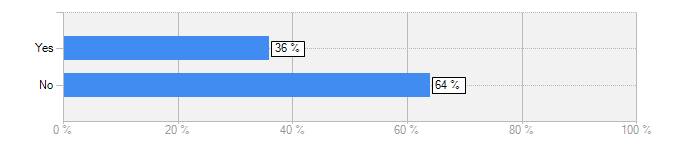 Yes 36 %
No 64 %
0 % 20 % 40 % 60 % 80 % 100 %